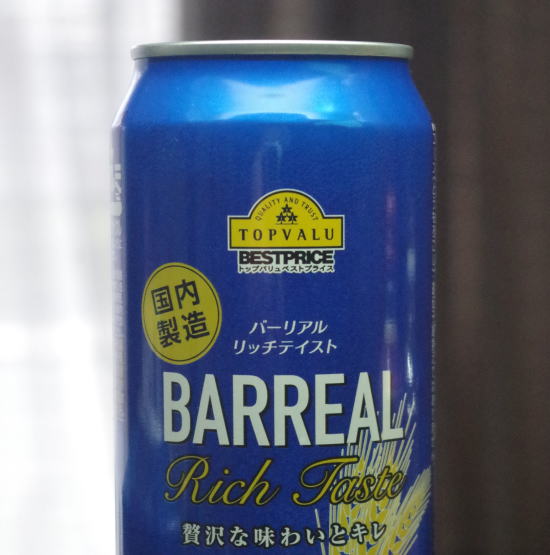 QUALITY AND TRUST
TOPVALU
BESTPRICE
トップバリュベストプライス
国内
製造
バーリアル
リッチテイスト
BARREAL
Rich Taste
贅沢な味わいとキレ